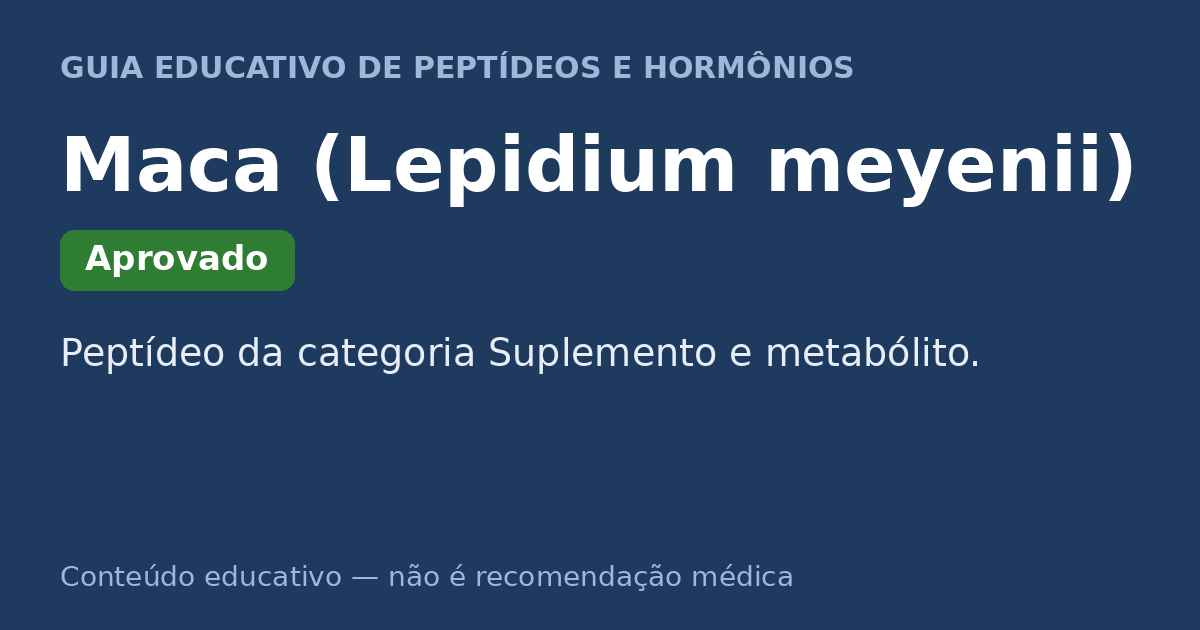 GUIA EDUCATIVO DE PEPTÍDEOS E HORMÔNIOS
Maca (Lepidium meyenii)
Aprovado
Peptídeo da categoria Suplemento e metabólito.
Conteúdo educativo — não é recomendação médica